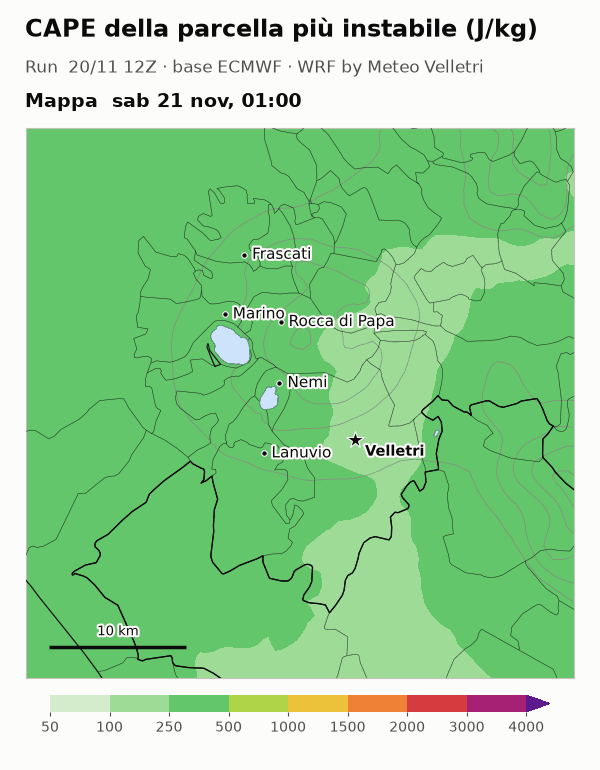 CAPE della parcella più instabile (J/kg)
Run  20/11 12Z · base ECMWF · WRF by Meteo Velletri
Mappa  sab 21 nov, 01:00
Frascati
Marino
Rocca di Papa
Nemi
Velletri
Lanuvio
10 km
50 100 250 500 1000 1500 2000 3000 4000